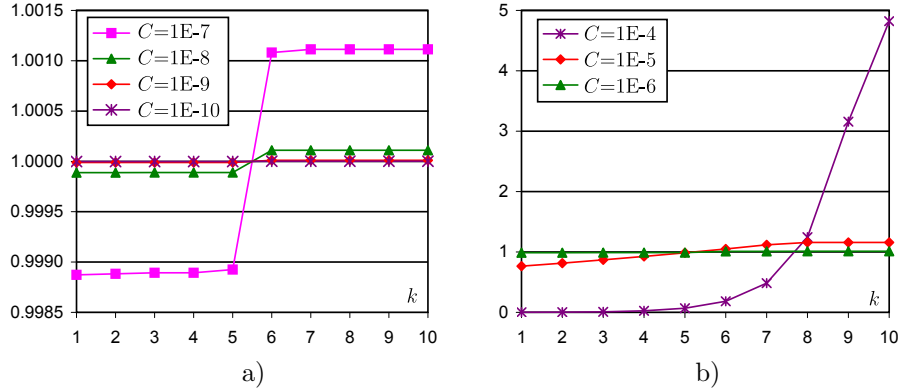 1.0015
1.0010
1.0005
1.0000
0.9995
0.9990
0.9985
C=1E-7
C=1E-8
C=1E-9
C=1E-10
k
1 2 3 4 5 6 7 8 9 10
a)
5
4
3
2
1
0
C=1E-4
C=1E-5
C=1E-6
k
1 2 3 4 5 6 7 8 9 10
b)